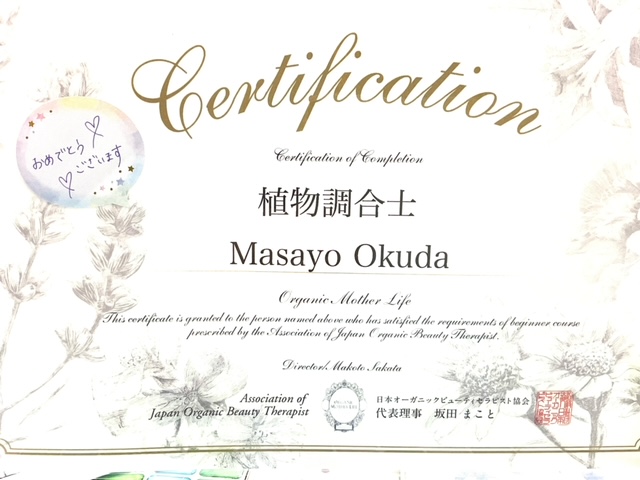 Certification
おめでとう
ございます
Certification of Completion
植物調合士
Masayo Okuda
Organic Mother Life
This certificate is granted to the person named above who has satisfied the requirements of beginner course
prescribed by the Association of Japan Organic Beauty Therapist.
Director/. Makoto Sakata
Association of
Japan Organic Beauty Therapist
ORGANIC
MOTHER LIFE
日本オーガニックビューティセラピスト協会
代表理事 坂田 まこと